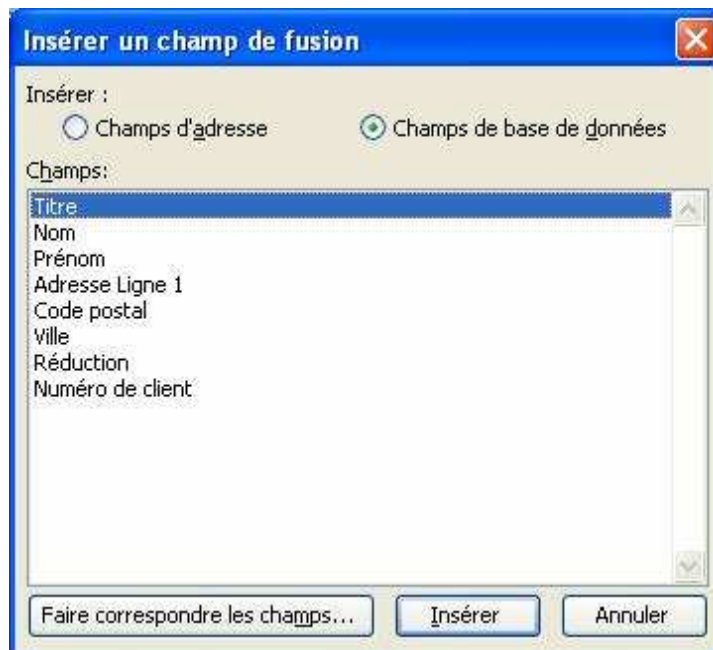 Insérer un champ de fusion
Insérer :
Champs d'adresse Champs de base de données
Champs:
Titre
Nom
Prénom
Adresse Ligne 1
Code postal
Ville
Réduction
Numéro de client
Faire correspondre les champs... Insérer Annuler